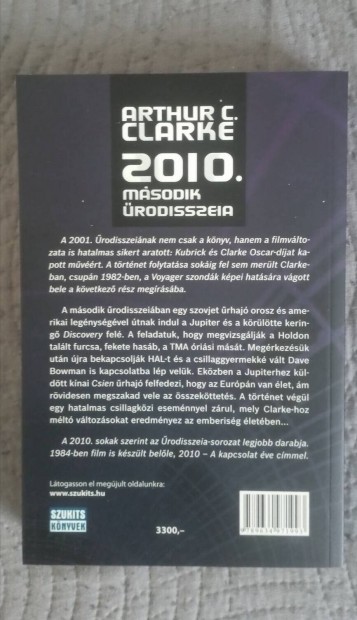 ARTHUR C.
CLARKE
2010.
MÁSODIK
ŰRODISSZEIA
A 2001. Űrodisszeiának nem csak a könyv, hanem a filmválto-
zata is hatalmas sikert aratott: Kubrick és Clarke Oscar-díjat ka-
pott művéért. A történet folytatása sokáig fel sem merült Clarke-
ban, csupán 1982-ben, a Voyager szondák képei hatására vágott
bele a következő rész megírásába.
A második űrodisszeiában egy szovjet űrhajó orosz és ame-
rikai legénységével útnak indul a Jupiter és a körülötte kerin-
gő Discovery felé. A feladatuk, hogy megvizsgálják a Holdon
talált furcsa, fekete hasáb, a TMA óriási mását. Megérkezésük
után újra bekapcsolják HAL-t és a csillaggyermekké vált Dave
Bowman is kapcsolatba lép velük. Eközben a Jupiterhez kül-
dött kínai Csien űrhajó felfedezi, hogy az Európán van élet, ám
rövidesen megszakad vele az összeköttetés. A történet végül
egy hatalmas csillagközi eseménnyel zárul, mely Clarke-hoz
méltó változásokat eredményez az emberiség életében...
A 2010. sokak szerint az Űrodisszeia-sorozat legjobb darabja.
1984-ben film is készült belőle, 2010 – A kapcsolat éve címmel.
Látogasson el megújult oldalunkra:
www.szukits.hu
SZUKITS
KÖNYVEK
3300,–